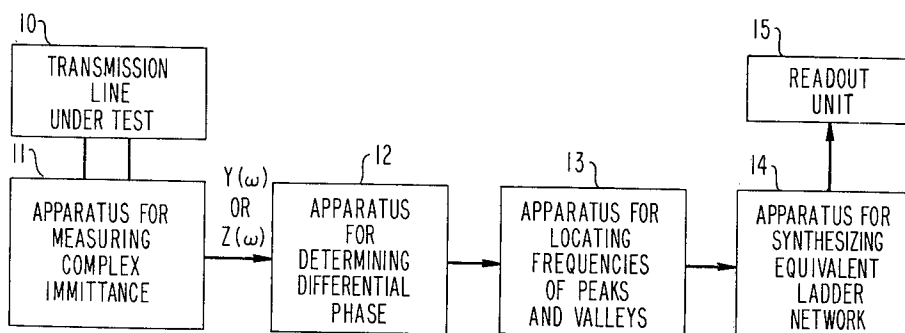 10
TRANSMISSION
LINE
UNDER TEST
11
APPARATUS FOR
MEASURING
COMPLEX
IMMITTANCE
Y(ω)
OR
Z(ω)
12
APPARATUS
FOR
DETERMINING
DIFFERENTIAL
PHASE
13
APPARATUS FOR
LOCATING
FREQUENCIES
OF PEAKS
AND VALLEYS
14
APPARATUS FOR
SYNTHESIZING
EQUIVALENT
LADDER
NETWORK
15
READOUT
UNIT